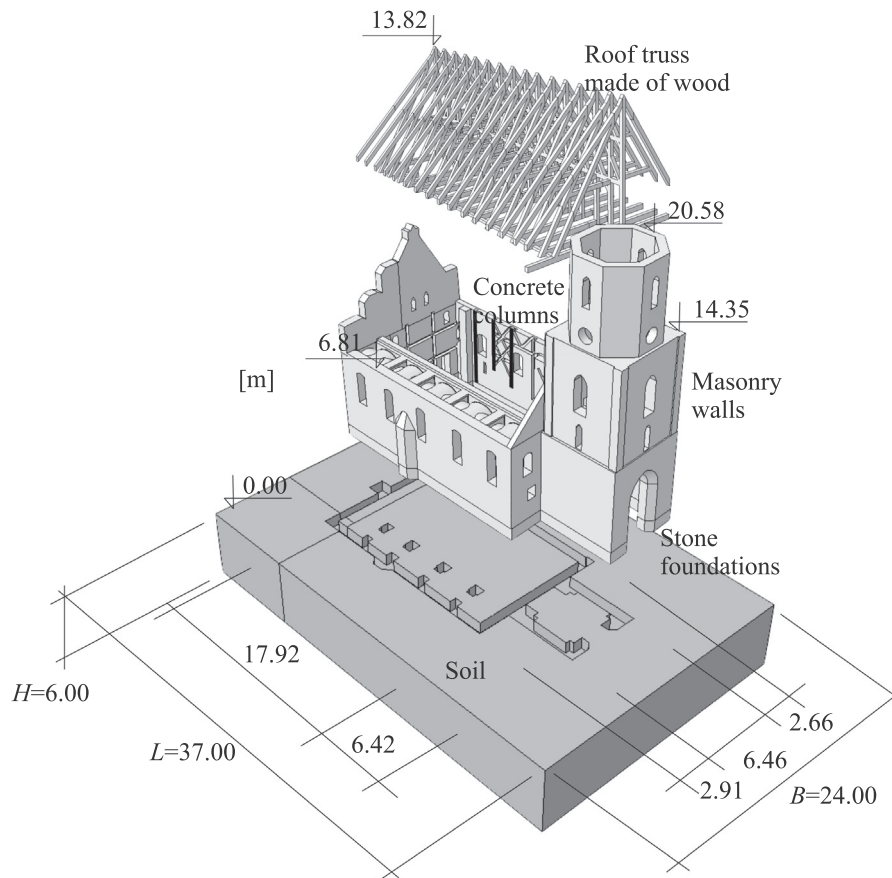 13.82
Roof truss
made of wood
20.58
Concrete
columns
14.35
6.81
[m]
Masonry
walls
0.00
Stone
foundations
17.92
Soil
H=6.00
6.42
2.66
L=37.00
6.46
2.91
B=24.00